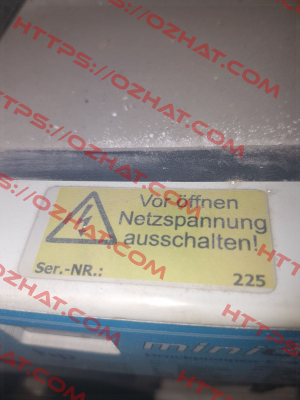 HTTPS://OZHAT.COM
Vor öffnen
Netzspannung
ausschalten!
Ser.-NR.:
225